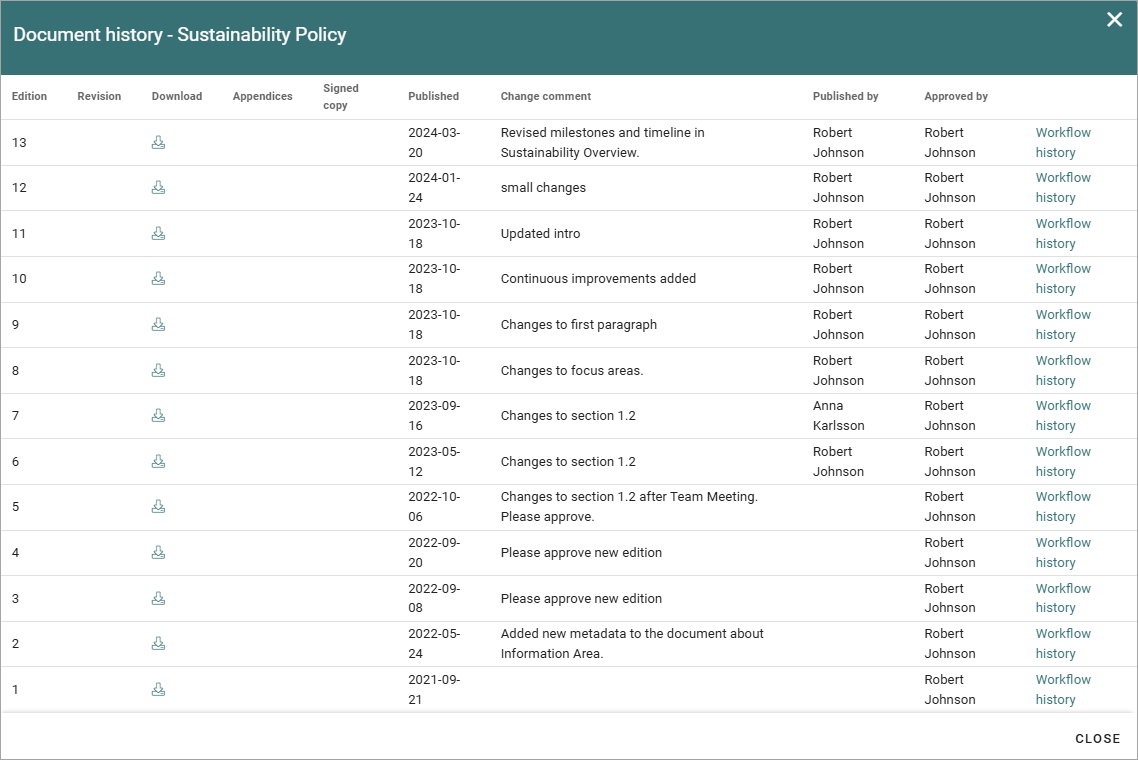 Document history - Sustainability Policy
Edition Revision Download Appendices Signed copy Published Change comment Published by Approved by
13 2024-03-20 Revised milestones and timeline in Sustainability Overview. Robert Johnson Robert Johnson Workflow history
12 2024-01-24 small changes Robert Johnson Robert Johnson Workflow history
11 2023-10-18 Updated intro Robert Johnson Robert Johnson Workflow history
10 2023-10-18 Continuous improvements added Robert Johnson Robert Johnson Workflow history
9 2023-10-18 Changes to first paragraph Robert Johnson Robert Johnson Workflow history
8 2023-10-18 Changes to focus areas. Robert Johnson Robert Johnson Workflow history
7 2023-09-16 Changes to section 1.2 Anna Karlsson Robert Johnson Workflow history
6 2023-05-12 Changes to section 1.2 Robert Johnson Robert Johnson Workflow history
5 2022-10-06 Changes to section 1.2 after Team Meeting. Please approve. Robert Johnson Workflow history
4 2022-09-20 Please approve new edition Robert Johnson Workflow history
3 2022-09-08 Please approve new edition Robert Johnson Workflow history
2 2022-05-24 Added new metadata to the document about Information Area. Robert Johnson Workflow history
1 2021-09-21 Robert Johnson Workflow history
CLOSE